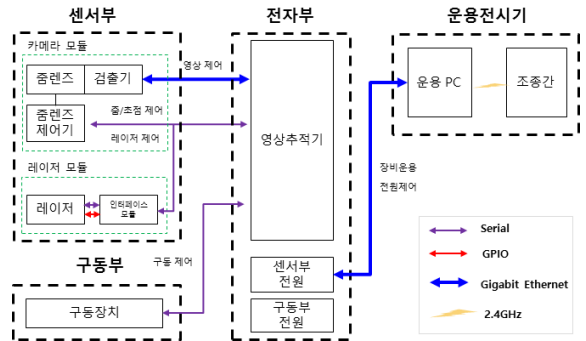 센서부
전자부
운용전시기
카메라 모듈
줌렌즈
검출기
영상 제어
줌렌즈
제어기
줌/초점 제어
레이저 제어
영상추적기
운용 PC
조종간
레이저 모듈
레이저
인터페이스
모듈
장비운용
전원제어
구동부
구동 제어
구동장치
센서부
전원
구동부
전원
Serial
GPIO
Gigabit Ethernet
2.4GHz